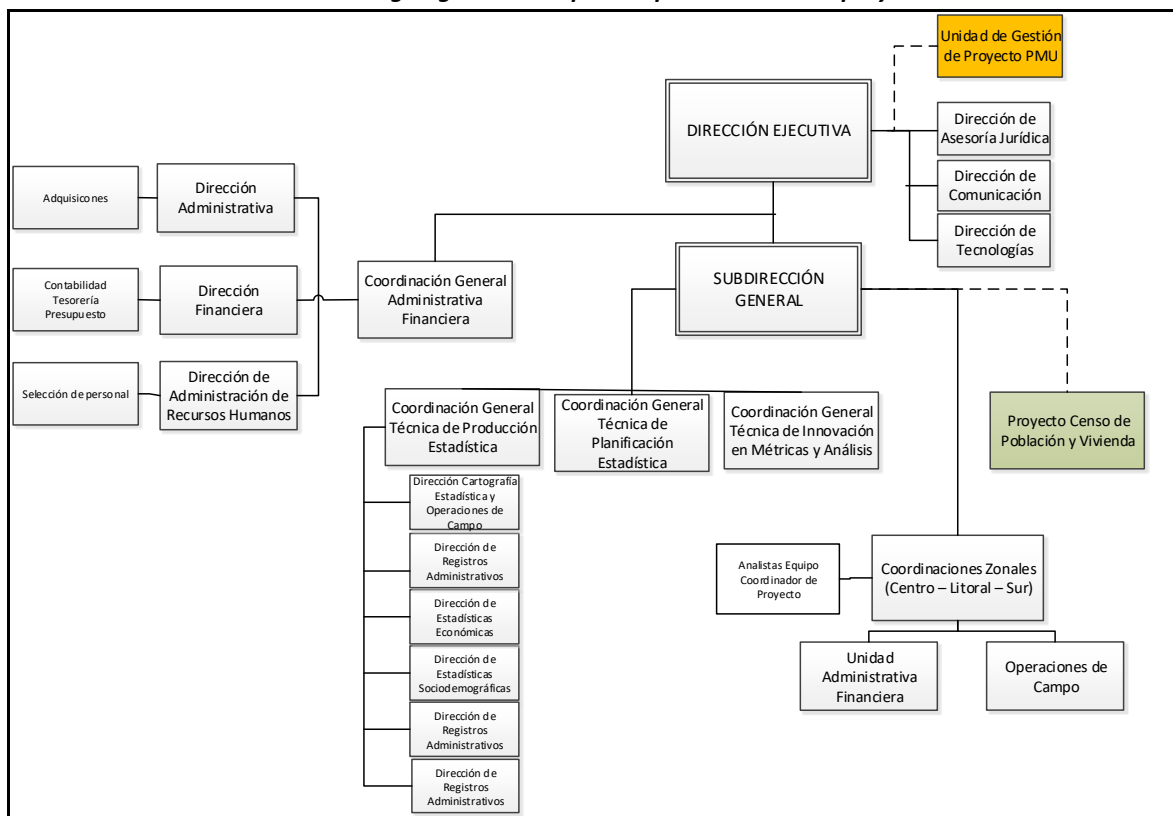 Unidad de Gestión
de Proyecto PMU
DIRECCIÓN EJECUTIVA
Dirección de
Asesoría Jurídica
Dirección de
Comunicación
Dirección de
Tecnologías
Adquisicones
Dirección
Administrativa
Contabilidad
Tesorería
Presupuesto
Dirección
Financiera
Coordinación General
Administrativa
Financiera
SUBDIRECCIÓN
GENERAL
Selección de personal
Dirección de
Administración de
Recursos Humanos
Coordinación General
Técnica de Producción
Estadística
Coordinación General
Técnica de
Planificación
Estadística
Coordinación General
Técnica de Innovación
en Métricas y Análisis
Proyecto Censo de
Población y Vivienda
Dirección Cartografía
Estadística y
Operaciones de
Campo
Dirección de
Registros
Administrativos
Dirección de
Estadísticas
Económicas
Dirección de
Estadísticas
Sociodemográficas
Dirección de
Registros
Administrativos
Dirección de
Registros
Administrativos
Analistas Equipo
Coordinador de
Proyecto
Coordinaciones Zonales
(Centro – Litoral – Sur)
Unidad
Administrativa
Financiera
Operaciones de
Campo